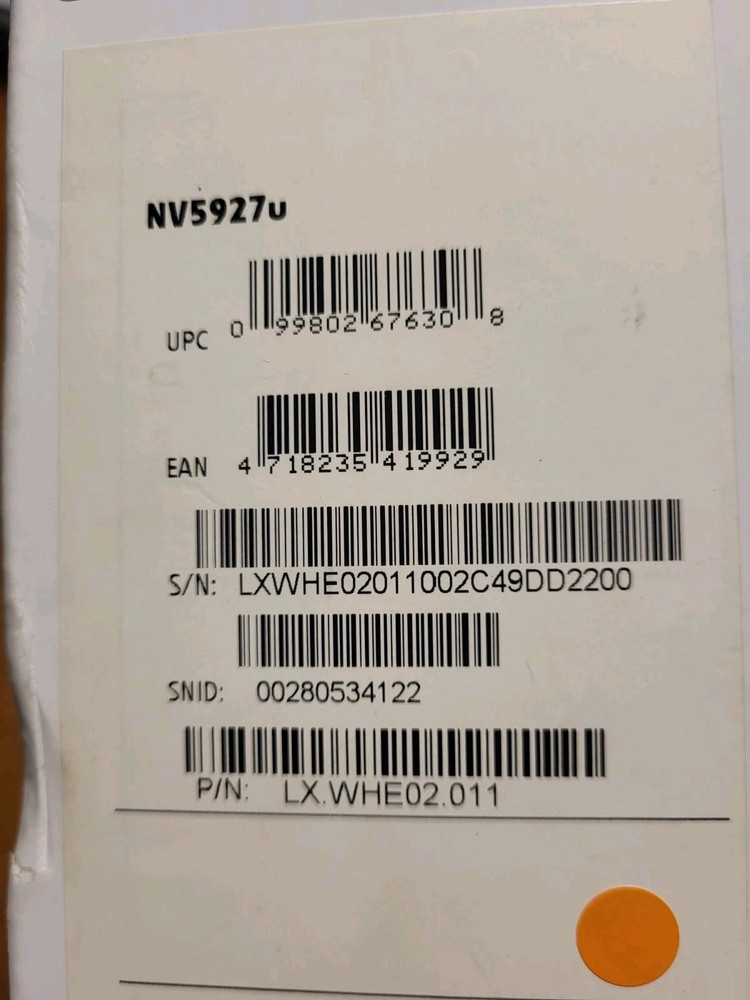 NV5927u
UPC 0 99802 67630 8
EAN 4 718235 419929
S/N: LXWHE02011002C49DD2200
SNID: 00280534122
P/N: LX.WHE02.011